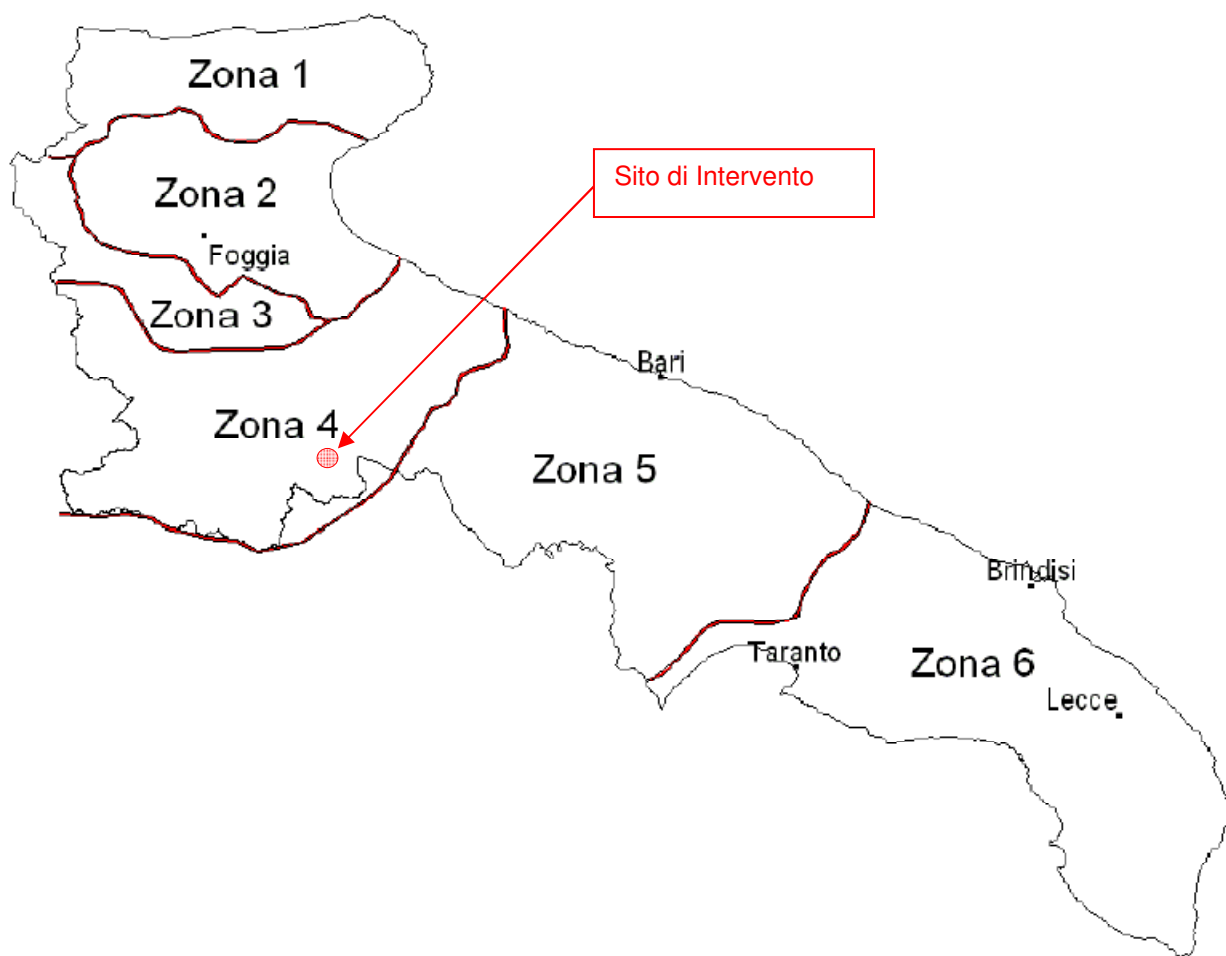 Zona 1
Sito di Intervento
Zona 2
Foggia
Zona 3
Bari
Zona 4
Zona 5
Brindisi
Taranto
Zona 6
Lecce